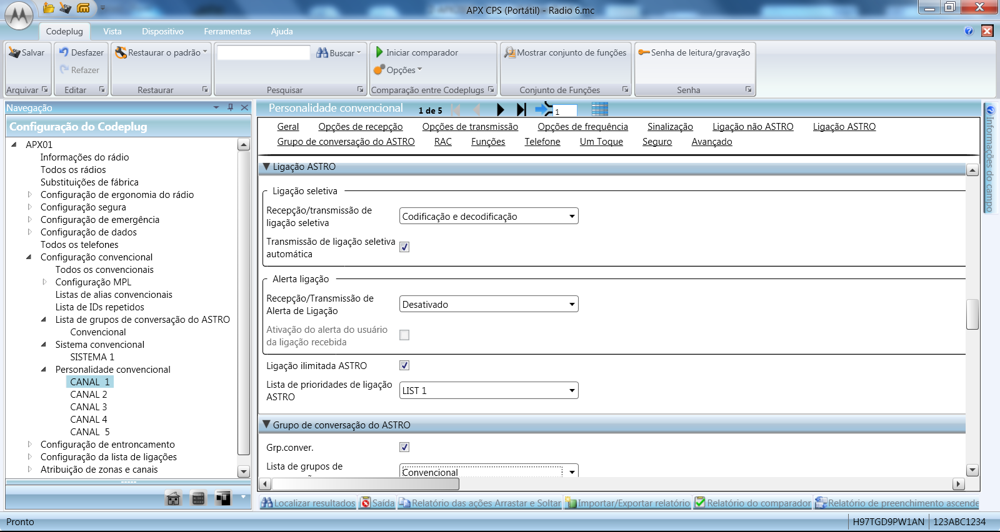 APX CPS (Portátil) - Radio 6.mc
Codeplug Vista Dispositivo Ferramentas Ajuda
Salvar Desfazer Restaurar o padrão Buscar Iniciar comparador Mostrar conjunto de funções Senha de leitura/gravação
Refazer Opções
Arquivar Editar Restaurar Pesquisar Comparação entre Codeplugs Conjunto de Funções Senha
Navegação
Configuração do Codeplug
APX01
Informações do rádio
Todos os rádios
Substituições de fábrica
Configuração de ergonomia do rádio
Configuração segura
Configuração de emergência
Configuração de dados
Todos os telefones
Configuração convencional
Todos os convencionais
Configuração MPL
Listas de alias convencionais
Lista de IDs repetidos
Lista de grupos de conversação do ASTRO
Convencional
Sistema convencional
SISTEMA 1
Personalidade convencional
CANAL 1
CANAL 2
CANAL 3
CANAL 4
CANAL 5
Configuração de entroncamento
Configuração da lista de ligações
Atribuição de zonas e canais
Personalidade convencional 1 de 5 1
Geral Opções de recepção Opções de transmissão Opções de frequência Sinalização Ligação não ASTRO Ligação ASTRO
Grupo de conversação do ASTRO RAC Funções Telefone Um Toque Seguro Avançado
Ligação ASTRO
Ligação seletiva
Recepção/transmissão de
ligação seletiva
Codificação e decodificação
Transmissão de ligação seletiva
automática
Alerta ligação
Recepção/Transmissão de
Alerta de Ligação
Desativado
Ativação do alerta do usuário
da ligação recebida
Ligação ilimitada ASTRO
Lista de prioridades de ligação
ASTRO
LIST 1
Grupo de conversação do ASTRO
Grp.conver.
Lista de grupos de
Convencional
Informações do campo
Localizar resultados Saída Relatório das ações Arrastar e Soltar Importar/Exportar relatório Relatório do comparador Relatório de preenchimento ascende
Pronto H97TGD9PW1AN 123ABC1234